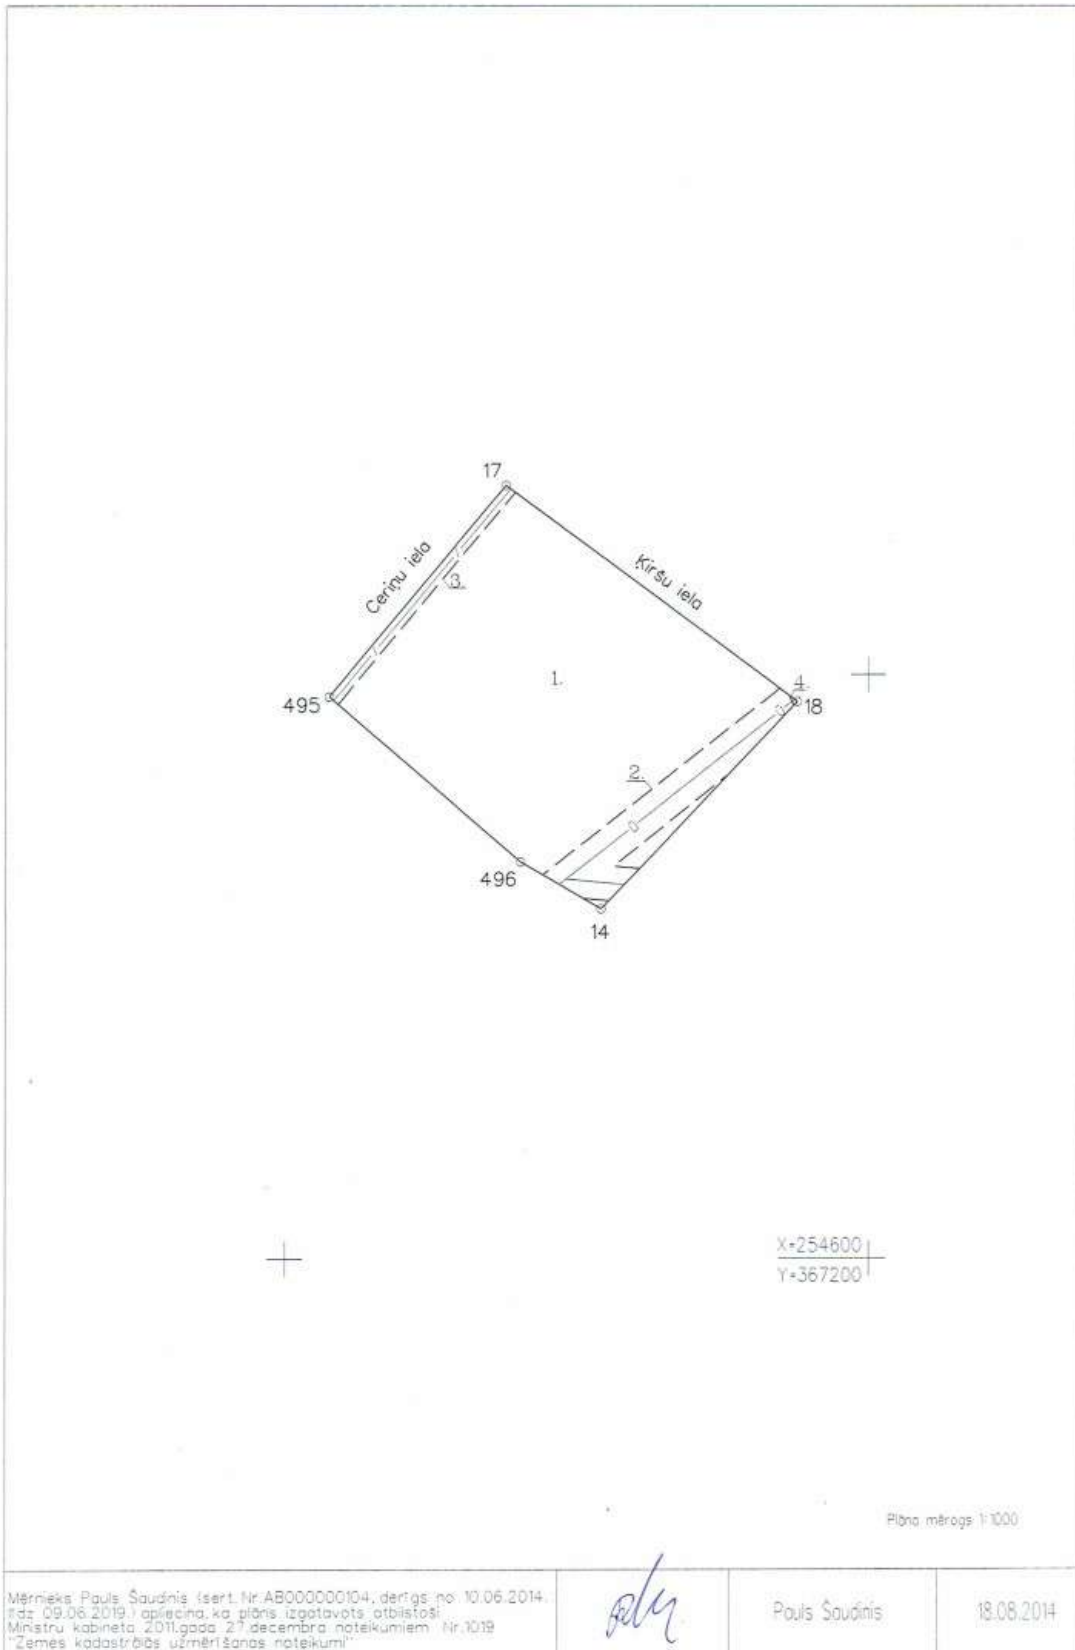 17
Ceriņu iela
Ķiršu iela
3.
1.
4.
495
18
2.
496
14
X=254600
Y=367200
Plāna mērogs 1:1000
Mērnieks Pauls Šaudinis (sert. Nr.AB000000104, derīgs no 10.06.2014.
līdz 09.06.2019.) apliecina, ka plāns izgatavots atbilstoši
Ministru kabineta 2011.gada 27.decembra noteikumiem Nr.1019
"Zemes kadastrālās uzmērīšanas noteikumi"
Pauls Šaudinis
18.08.2014